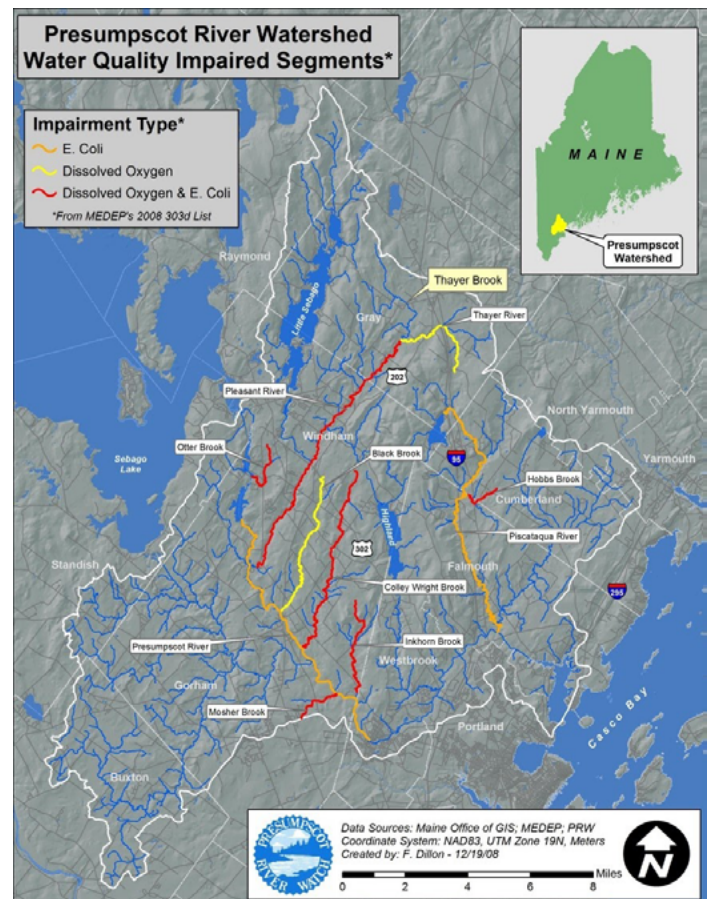 Presumpscot River Watershed
Water Quality Impaired Segments*
Impairment Type*
E. Coli
Dissolved Oxygen
Dissolved Oxygen & E. Coli
*From MEDEP's 2008 303d List
MAINE
Presumpscot
Watershed
Raymond
Thayer Brook
Little Sebago
Gray
Thayer River
202
Pleasant River
North Yarmouth
Windham
Otter Brook
Black Brook
95
Yarmouth
Sebago
Lake
Hobbs Brook
Cumberland
Highland
Piscataqua River
302
Standish
Falmouth
Colley Wright Brook
295
Presumpscot River
Inkhorn Brook
Westbrook
Gorham
Mosher Brook
Portland
Casco Bay
Buxton
PRESUMPSCOT
RIVER WATCH
Data Sources: Maine Office of GIS; MEDEP; PRW
Coordinate System: NAD83, UTM Zone 19N, Meters
Created by: F. Dillon - 12/19/08
Miles
0 2 4 6 8
N